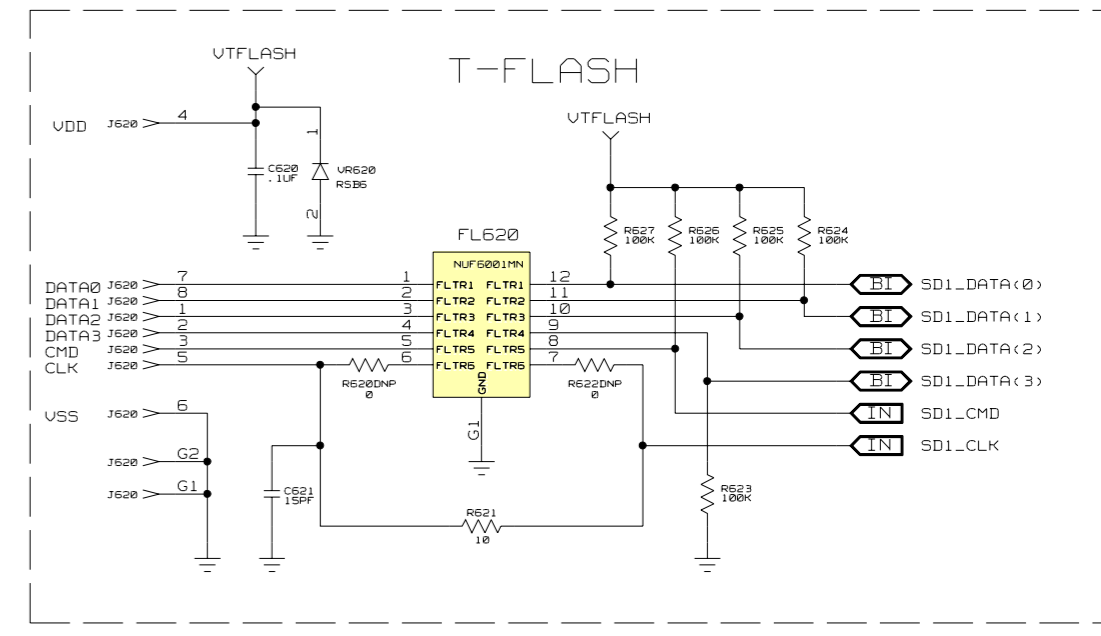 VTFLASH
T-FLASH
VDD J620 4
C620
.1UF
1
VR620
RSB6
2
VTFLASH
R627
100K
R626
100K
R625
100K
R624
100K
FL620
NUF6001MN
DATA0 J620 7 1 FLTR1 FLTR1 12 BI SD1_DATA(0)
DATA1 J620 8 2 FLTR2 FLTR2 11 BI SD1_DATA(1)
DATA2 J620 1 3 FLTR3 FLTR3 10 BI SD1_DATA(2)
DATA3 J620 2 4 FLTR4 FLTR4 9 BI SD1_DATA(3)
CMD J620 3 5 FLTR5 FLTR5 8 IN SD1_CMD
CLK J620 5 6 FLTR6 FLTR6 7 IN SD1_CLK
R620DNP
0
GND
G1
R622DNP
0
VSS J620 6
J620 G2
J620 G1
C621
15PF
R621
10
R623
100K